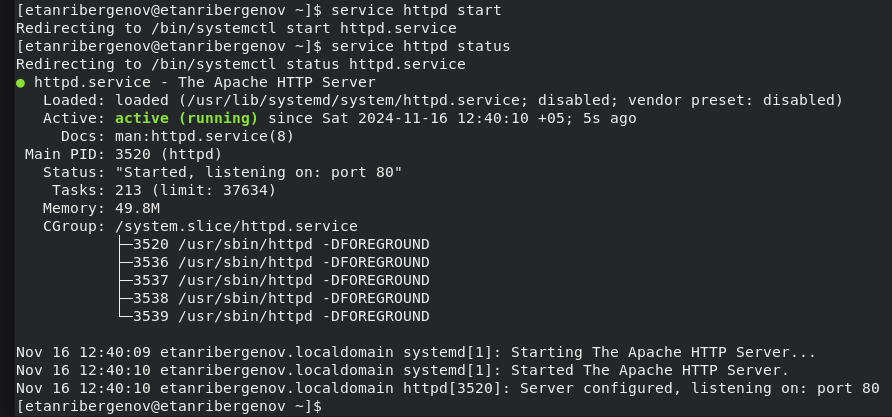 [etanribergenov@etanribergenov ~]$ service httpd start
Redirecting to /bin/systemctl start httpd.service
[etanribergenov@etanribergenov ~]$ service httpd status
Redirecting to /bin/systemctl status httpd.service
● httpd.service - The Apache HTTP Server
   Loaded: loaded (/usr/lib/systemd/system/httpd.service; disabled; vendor preset: disabled)
   Active: active (running) since Sat 2024-11-16 12:40:10 +05; 5s ago
     Docs: man:httpd.service(8)
 Main PID: 3520 (httpd)
   Status: "Started, listening on: port 80"
    Tasks: 213 (limit: 37634)
   Memory: 49.8M
   CGroup: /system.slice/httpd.service
           ├─3520 /usr/sbin/httpd -DFOREGROUND
           ├─3536 /usr/sbin/httpd -DFOREGROUND
           ├─3537 /usr/sbin/httpd -DFOREGROUND
           ├─3538 /usr/sbin/httpd -DFOREGROUND
           └─3539 /usr/sbin/httpd -DFOREGROUND

Nov 16 12:40:09 etanribergenov.localdomain systemd[1]: Starting The Apache HTTP Server...
Nov 16 12:40:10 etanribergenov.localdomain systemd[1]: Started The Apache HTTP Server.
Nov 16 12:40:10 etanribergenov.localdomain httpd[3520]: Server configured, listening on: port 80
[etanribergenov@etanribergenov ~]$